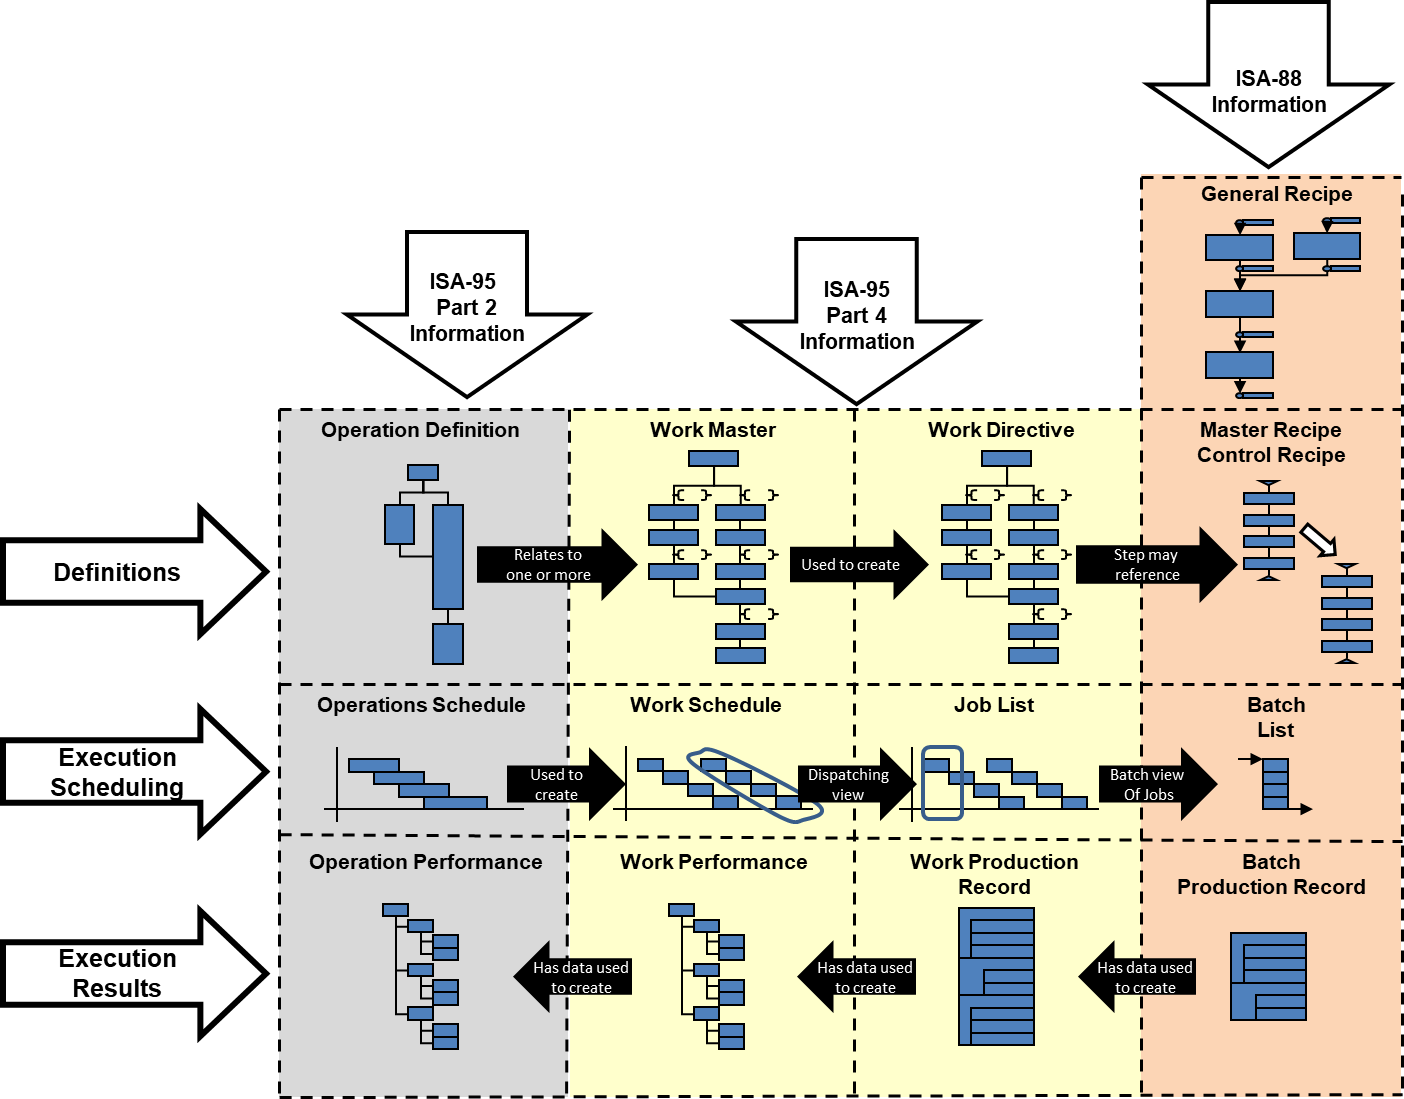 ISA-88
Information
General Recipe
ISA-95
Part 2
Information
ISA-95
Part 4
Information
Operation Definition
Work Master
Work Directive
Master Recipe
Control Recipe
Definitions
Relates to
one or more
Used to create
Step may
reference
Operations Schedule
Work Schedule
Job List
Batch
List
Execution
Scheduling
Used to
create
Dispatching
view
Batch view
Of Jobs
Operation Performance
Work Performance
Work Production
Record
Batch
Production Record
Execution
Results
Has data used
to create
Has data used
to create
Has data used
to create